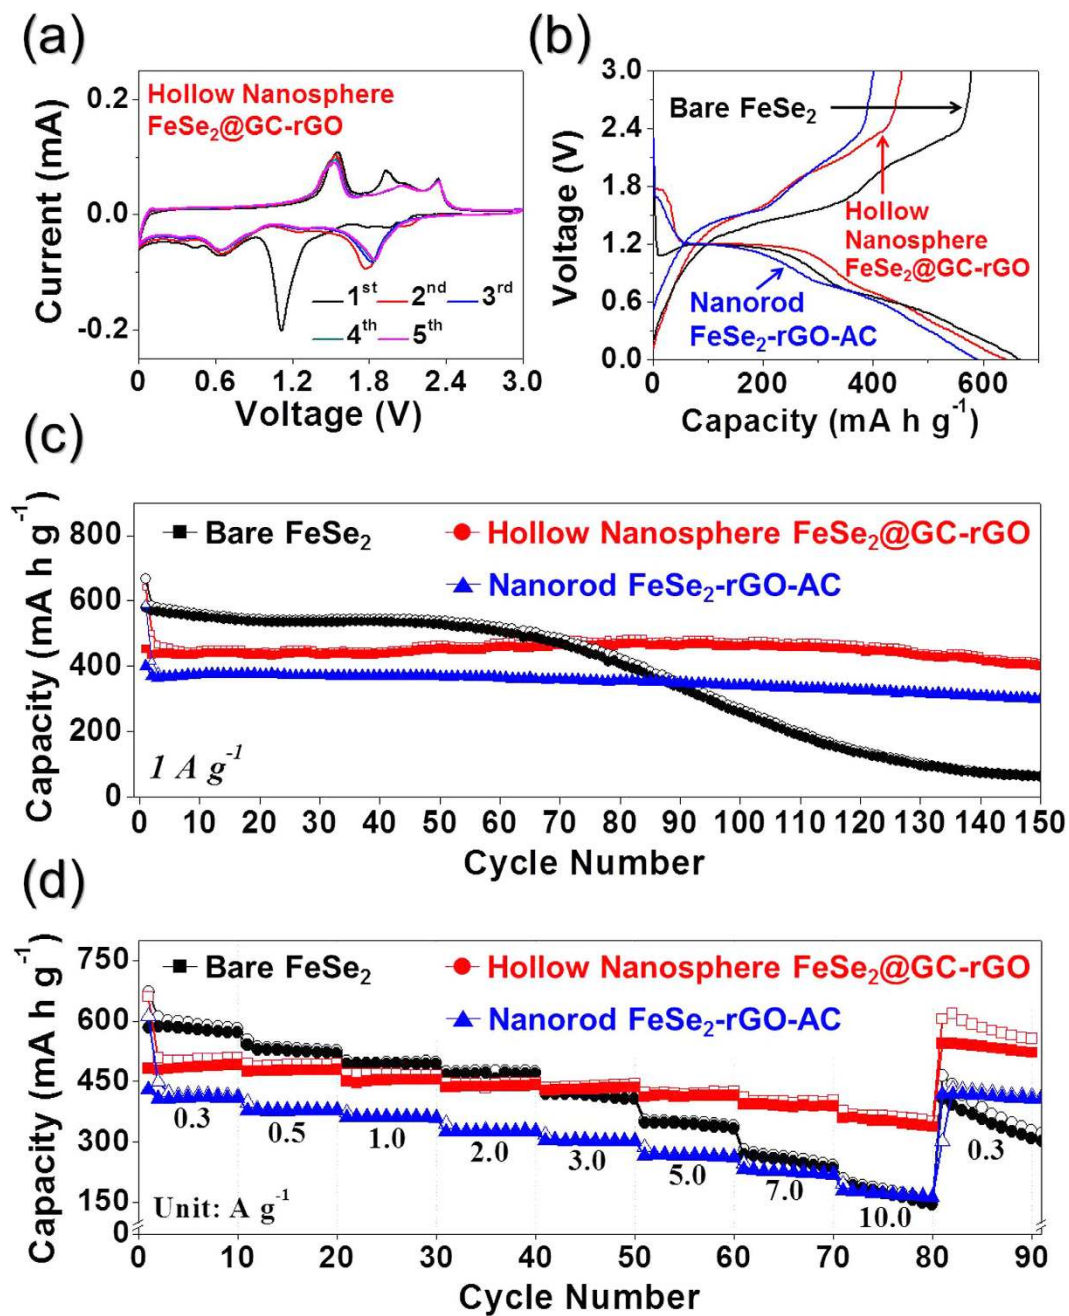 (a)
Hollow Nanosphere
FeSe₂@GC-rGO
0.2
0.0
-0.2
Current (mA)
1ˢᵗ 2ⁿᵈ 3ʳᵈ
4ᵗʰ 5ᵗʰ
0 0.6 1.2 1.8 2.4 3.0
Voltage (V)
(b)
3.0
2.4
1.8
1.2
0.6
0.0
Voltage (V)
Bare FeSe₂
Hollow
Nanosphere
FeSe₂@GC-rGO
Nanorod
FeSe₂-rGO-AC
0 200 400 600
Capacity (mA h g⁻¹)
(c)
800
600
400
200
0
Capacity (mA h g⁻¹)
Bare FeSe₂ Hollow Nanosphere FeSe₂@GC-rGO
Nanorod FeSe₂-rGO-AC
1 A g⁻¹
0 10 20 30 40 50 60 70 80 90 100 110 120 130 140 150
Cycle Number
(d)
750
600
450
300
150
0
Capacity (mA h g⁻¹)
Bare FeSe₂ Hollow Nanosphere FeSe₂@GC-rGO
Nanorod FeSe₂-rGO-AC
0.3 0.5 1.0 2.0 3.0 5.0 7.0 10.0 0.3
Unit: A g⁻¹
0 10 20 30 40 50 60 70 80 90
Cycle Number